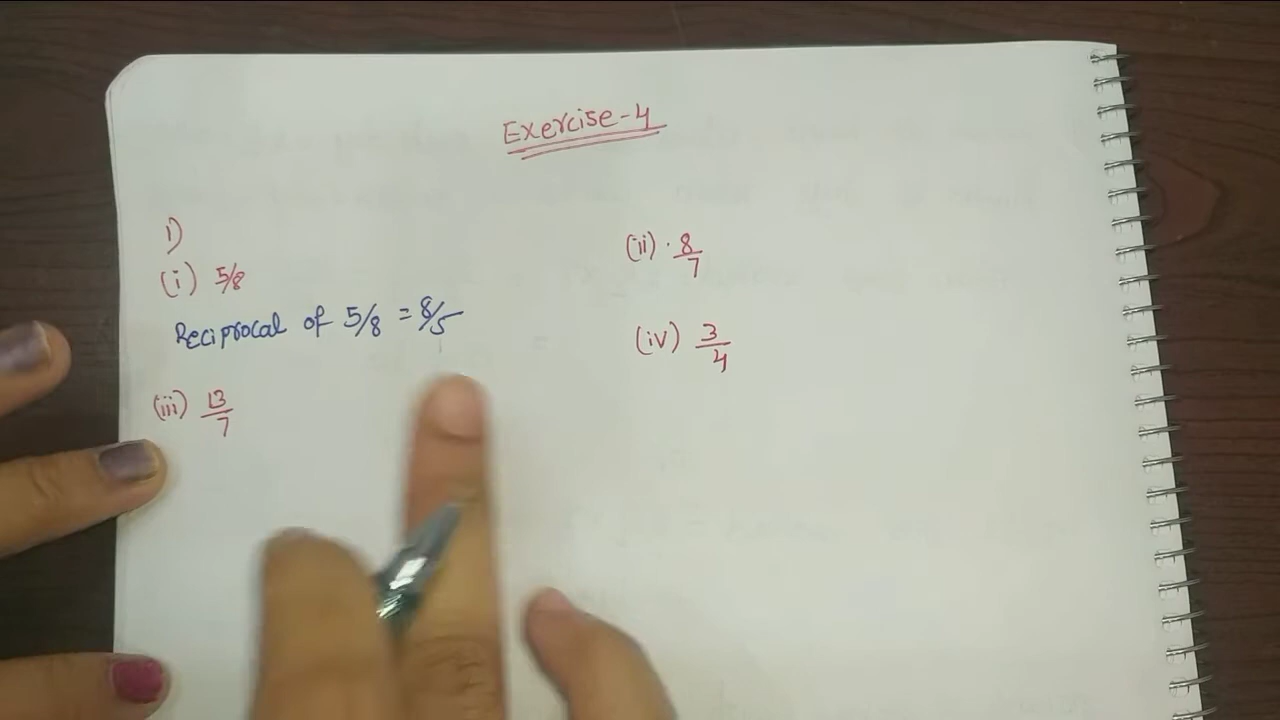 Exercise-4
1)
(i) 5/8
Reciprocal of 5/8 = 8/5
(ii) 8/7
(iii) 13/7
(iv) 3/4